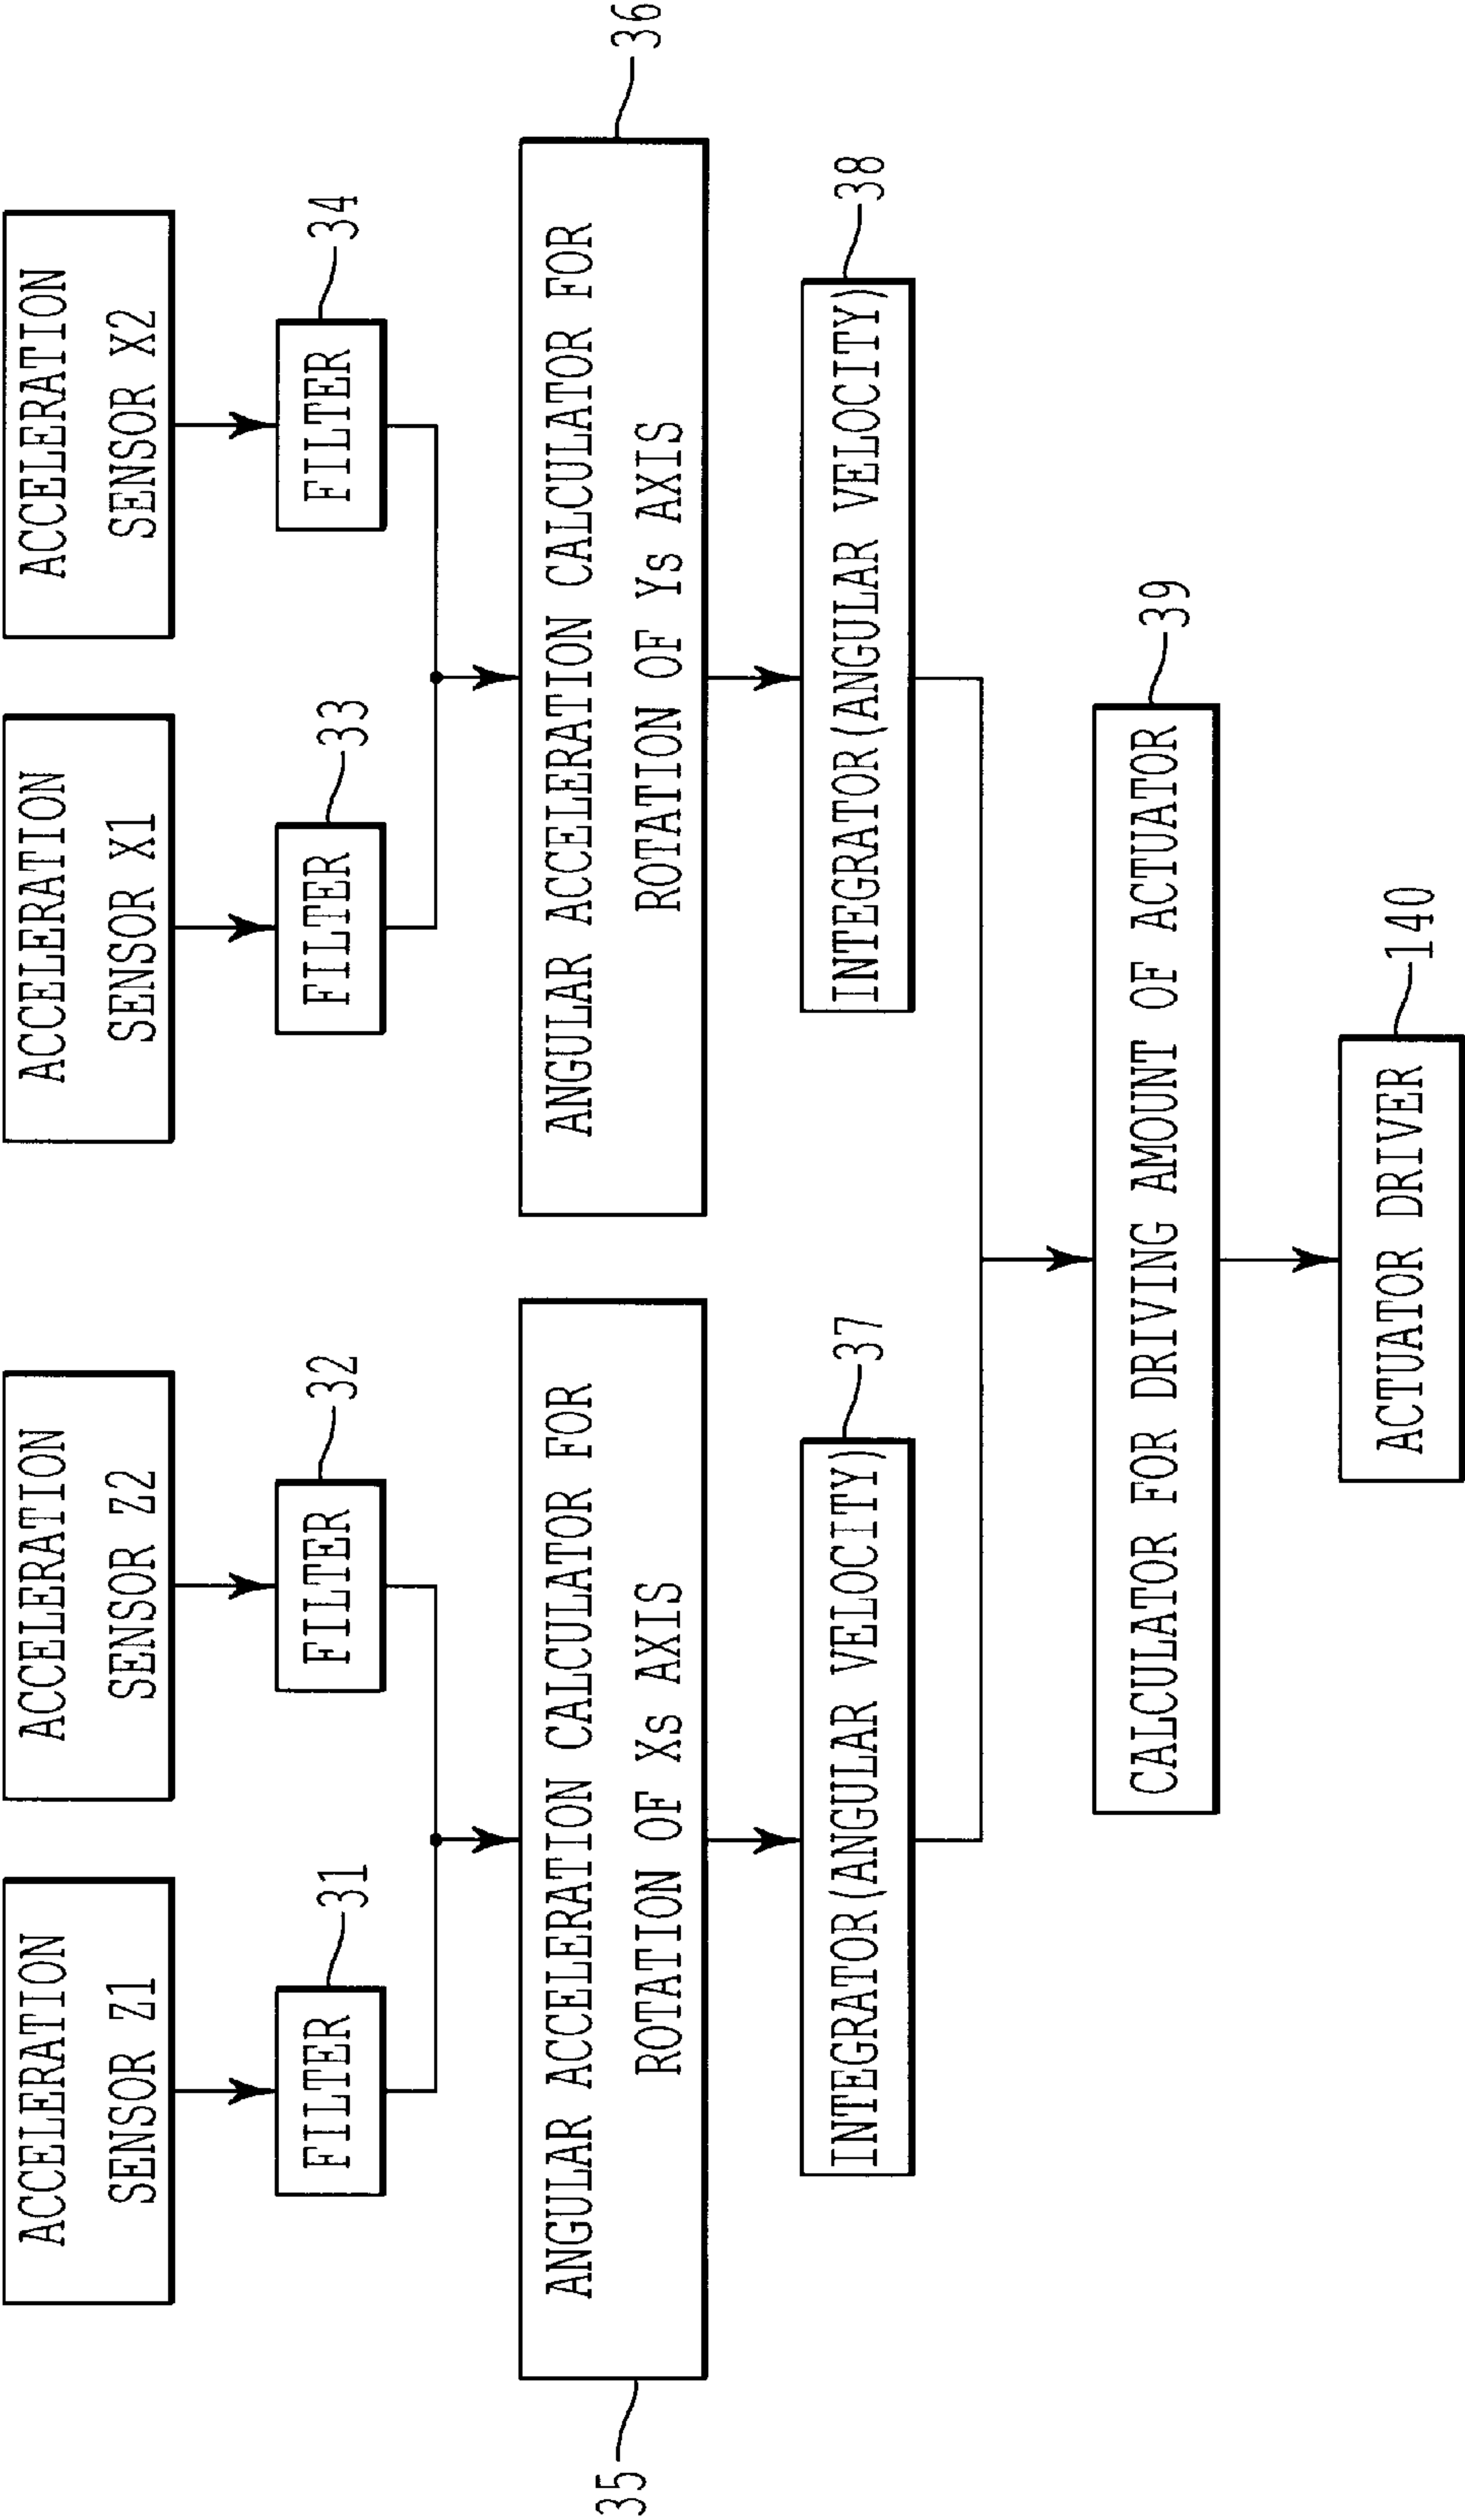 ACCELERATION
SENSOR Z1
ACCELERATION
SENSOR Z2
ACCELERATION
SENSOR X1
ACCELERATION
SENSOR X2
FILTER
31
FILTER
32
FILTER
33
FILTER
34
35
ANGULAR ACCELERATION CALCULATOR FOR
ROTATION OF Xs AXIS
ANGULAR ACCELERATION CALCULATOR FOR
ROTATION OF Ys AXIS
36
INTEGRATOR(ANGULAR VELOCITY)
37
INTEGRATOR(ANGULAR VELOCITY)
38
CALCULATOR FOR DRIVING AMOUNT OF ACTUATOR
39
ACTUATOR DRIVER
140